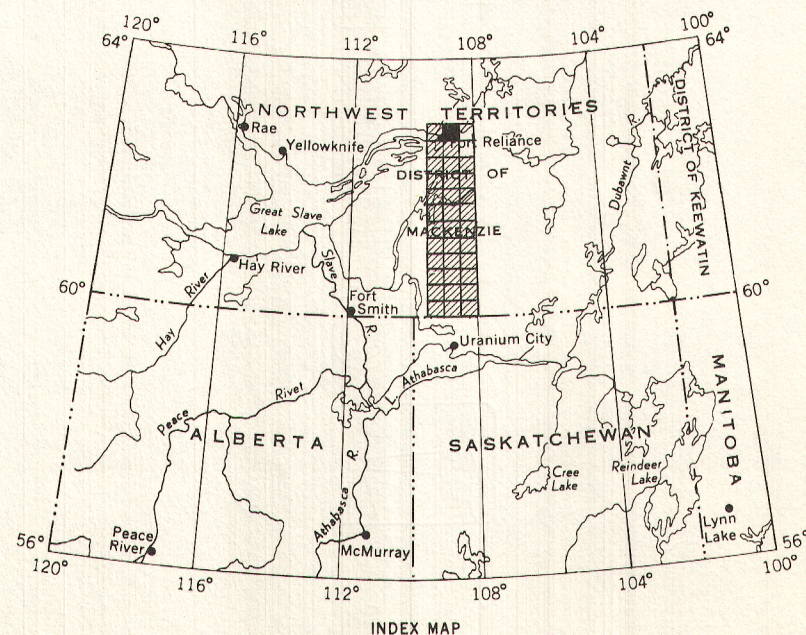 120°
116°
112°
108°
104°
100°
64°
64°
NORTHWEST TERRITORIES
Rae
Yellowknife
Fort Reliance
DISTRICT OF
MACKENZIE
DISTRICT OF KEEWATIN
Dubawnt R.
Great Slave
Lake
Hay River
Slave R.
Hay River
Fort
Smith
60°
60°
Uranium City
L. Athabasca
Peace River
ALBERTA
SASKATCHEWAN
MANITOBA
Athabasca R.
Cree
Lake
Reindeer
Lake
Lynn
Lake
Peace
River
McMurray
56°
56°
120°
116°
112°
108°
104°
100°
INDEX MAP